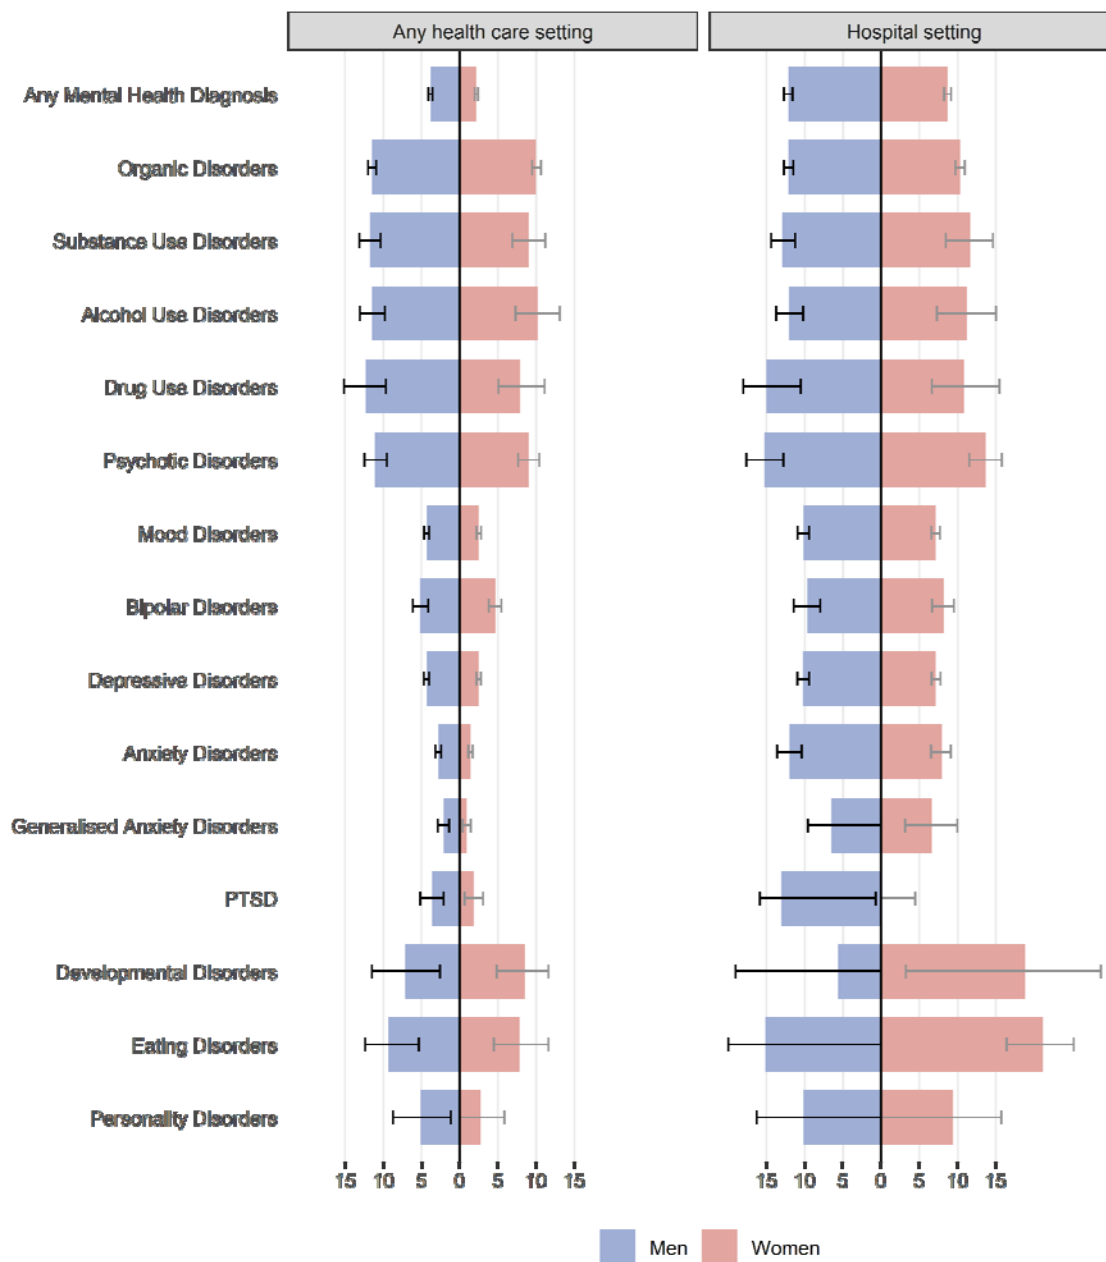 Any health care setting
Hospital setting
Any Mental Health Diagnosis
Organic Disorders
Substance Use Disorders
Alcohol Use Disorders
Drug Use Disorders
Psychotic Disorders
Mood Disorders
Bipolar Disorders
Depressive Disorders
Anxiety Disorders
Generalised Anxiety Disorders
PTSD
Developmental Disorders
Eating Disorders
Personality Disorders
15 10 5 0 5 10 15
15 10 5 0 5 10 15
Men
Women